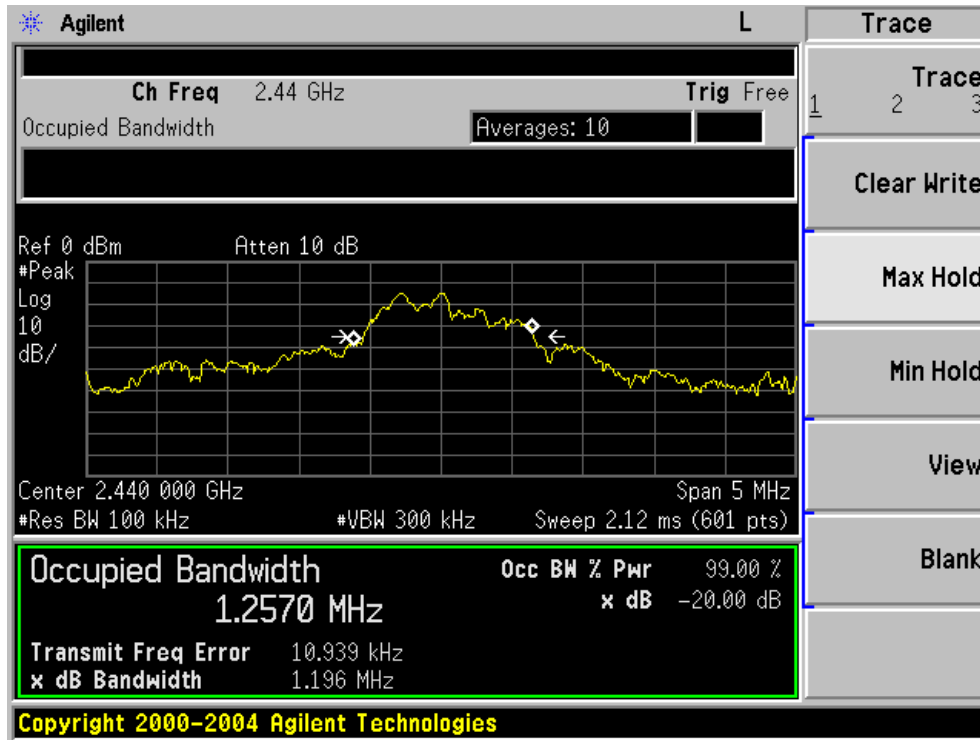 Agilent L Trace
Ch Freq 2.44 GHz Trig Free
Occupied Bandwidth Averages: 10
Trace
1 2 3
Clear Write
Max Hold
Min Hold
View
Blank
Ref 0 dBm Atten 10 dB
#Peak
Log
10
dB/
Center 2.440 000 GHz Span 5 MHz
#Res BW 100 kHz #VBW 300 kHz Sweep 2.12 ms (601 pts)
Occupied Bandwidth Occ BW % Pwr 99.00 %
1.2570 MHz x dB -20.00 dB
Transmit Freq Error 10.939 kHz
x dB Bandwidth 1.196 MHz
Copyright 2000-2004 Agilent Technologies